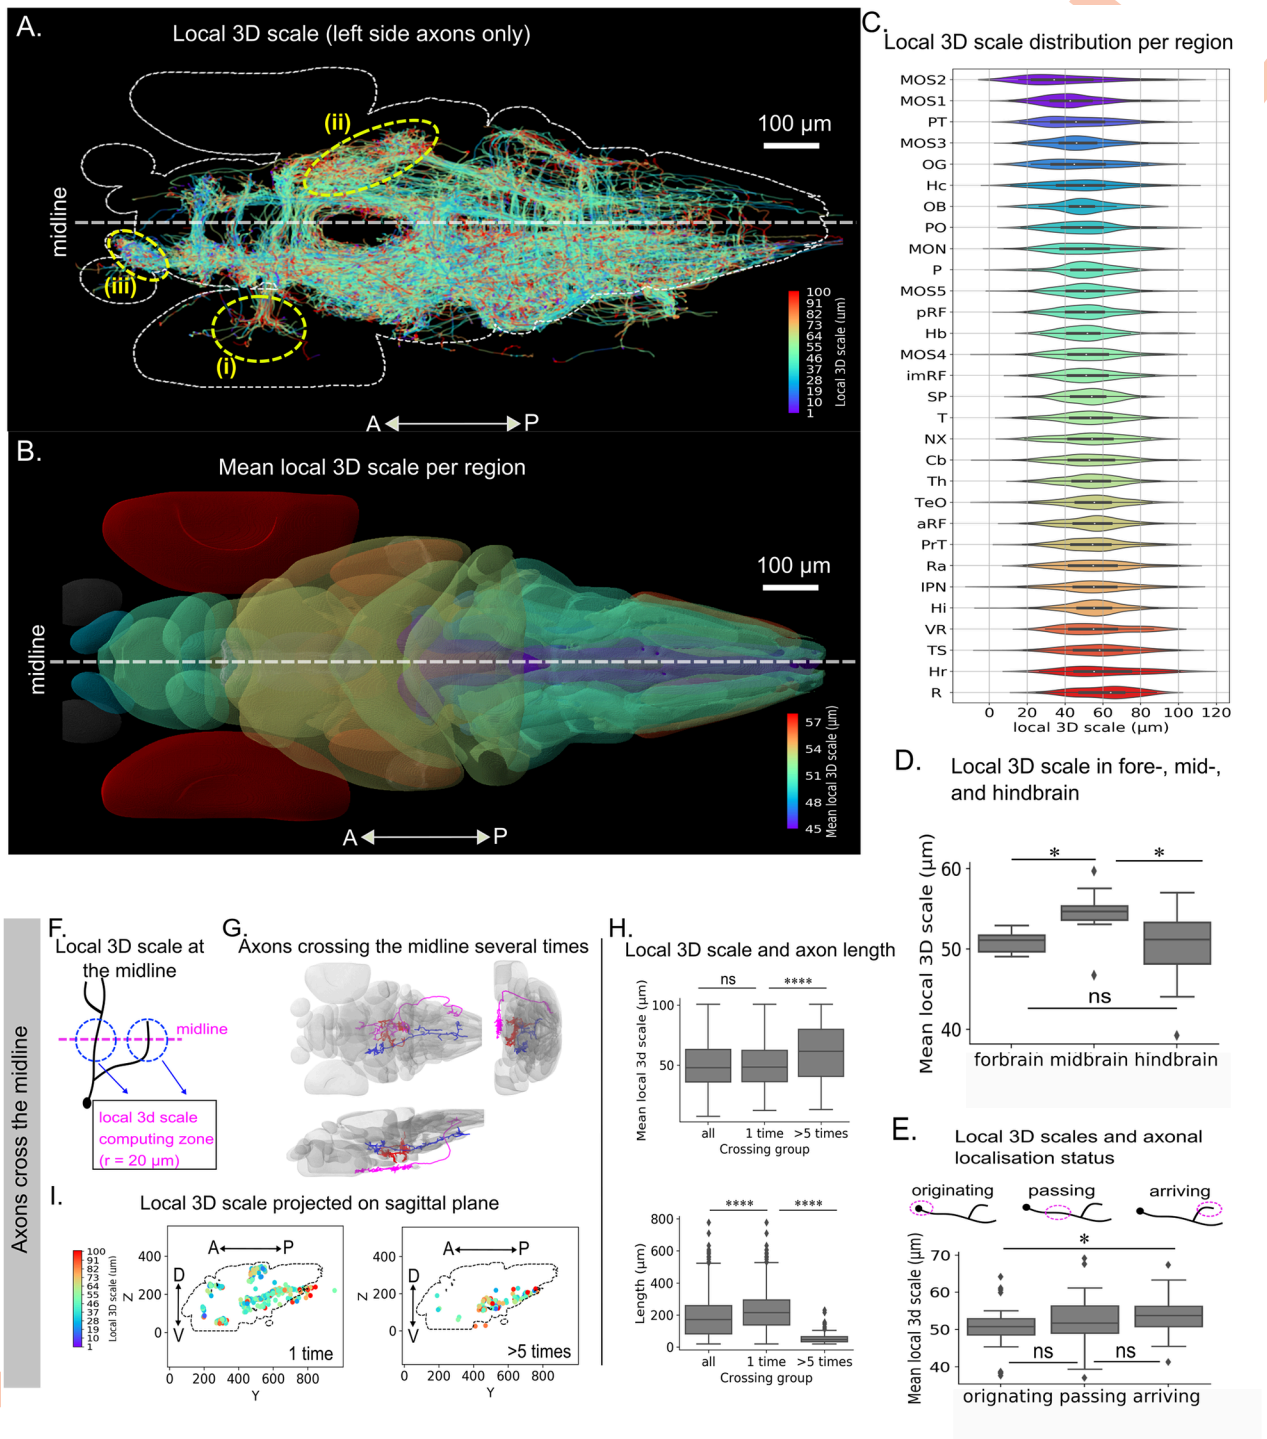 A.
Local 3D scale (left side axons only)
(ii)
100 µm
midline
(iii)
(i)
100
91
82
73
64
55
46
37
28
19
10
1
Local 3D scale (um)
A
P
B.
Mean local 3D scale per region
100 µm
midline
57
54
51
48
45
Mean local 3D scale (µm)
A
P
C.
Local 3D scale distribution per region
MOS2
MOS1
PT
MOS3
OG
Hc
OB
PO
MON
P
MOS5
pRF
Hb
MOS4
imRF
SP
T
NX
Cb
Th
TeO
aRF
PrT
Ra
IPN
Hi
VR
TS
Hr
R
0 20 40 60 80 100 120
local 3D scale (µm)
D.
Local 3D scale in fore-, mid-,
and hindbrain
Mean local 3D scale (µm)
60
50
40
*
*
ns
forbrain midbrain hindbrain
E.
Local 3D scales and axonal
localisation status
originating passing arriving
Mean local 3d scale (µm)
70
60
50
40
*
ns
ns
orignating passing arriving
Axons cross the midline
F.
Local 3D scale at
the midline
midline
local 3d scale
computing zone
(r = 20 µm)
G.
Axons crossing the midline several times
H.
Local 3D scale and axon length
Mean local 3d scale (µm)
100
50
ns
****
all 1 time >5 times
Crossing group
Length (µm)
800
600
400
200
0
****
****
all 1 time >5 times
Crossing group
I.
Local 3D scale projected on sagittal plane
100
91
82
73
64
55
46
37
28
19
10
1
Local 3D scale (um)
A
P
D
V
Z
400
200
0
1 time
0 200 400 600 800
Y
A
P
D
V
Z
400
200
0
>5 times
0 200 400 600 800
Y